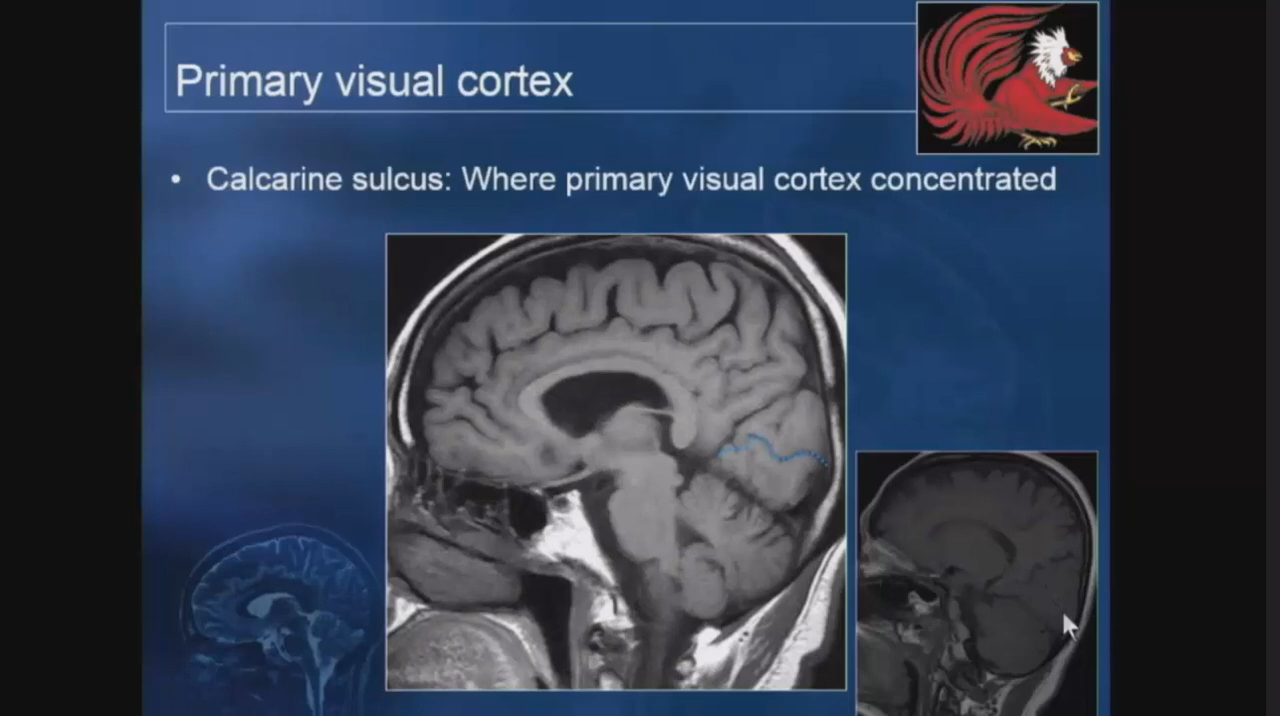 Primary visual cortex
• Calcarine sulcus: Where primary visual cortex concentrated